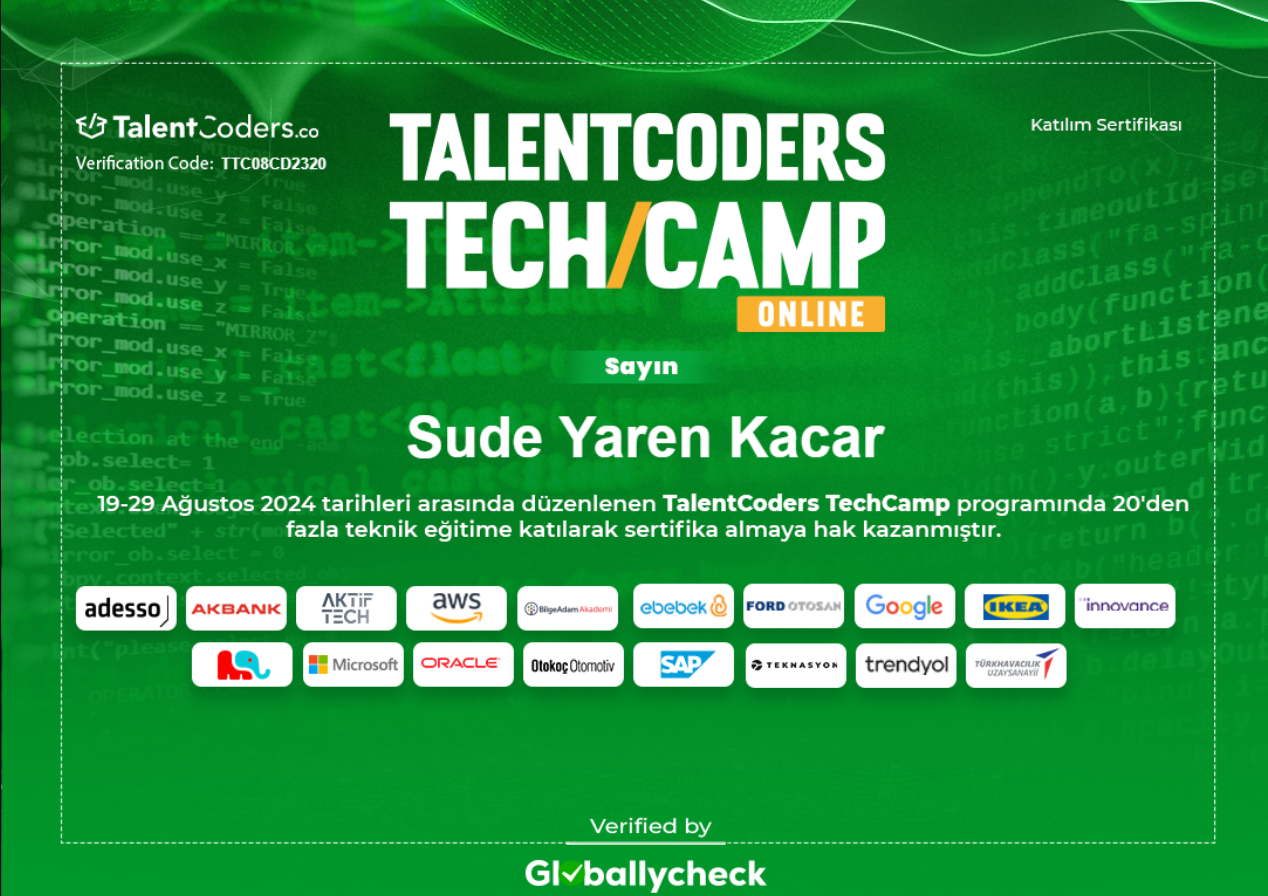 TalentCoders.co
Verification Code: TTC08CD2320
Katılım Sertifikası
TALENTCODERS
TECH/CAMP
ONLINE
Sayın
Sude Yaren Kacar
19-29 Ağustos 2024 tarihleri arasında düzenlenen TalentCoders TechCamp programında 20'den
fazla teknik eğitime katılarak sertifika almaya hak kazanmıştır.
adesso AKBANK AKTİF TECH aws BilgeAdam Akademi ebebek FORD OTOSAN Google IKEA innovance
Microsoft ORACLE Otokoç Otomotiv SAP TEKNASYON trendyol TÜRK HAVACILIK UZAY SANAYİİ
Verified by
Globallycheck